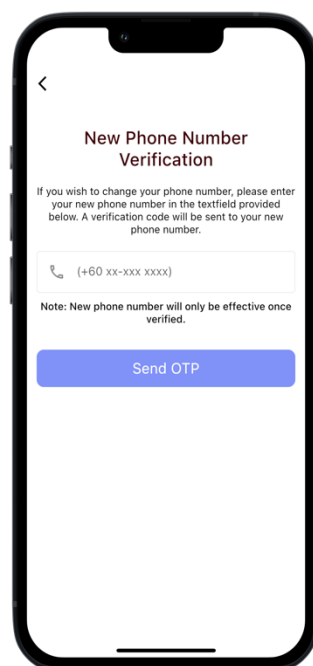 New Phone Number
Verification
If you wish to change your phone number, please enter
your new phone number in the textfield provided
below. A verification code will be sent to your new
phone number.
(+60 xx-xxx xxxx)
Note: New phone number will only be effective once
verified.
Send OTP